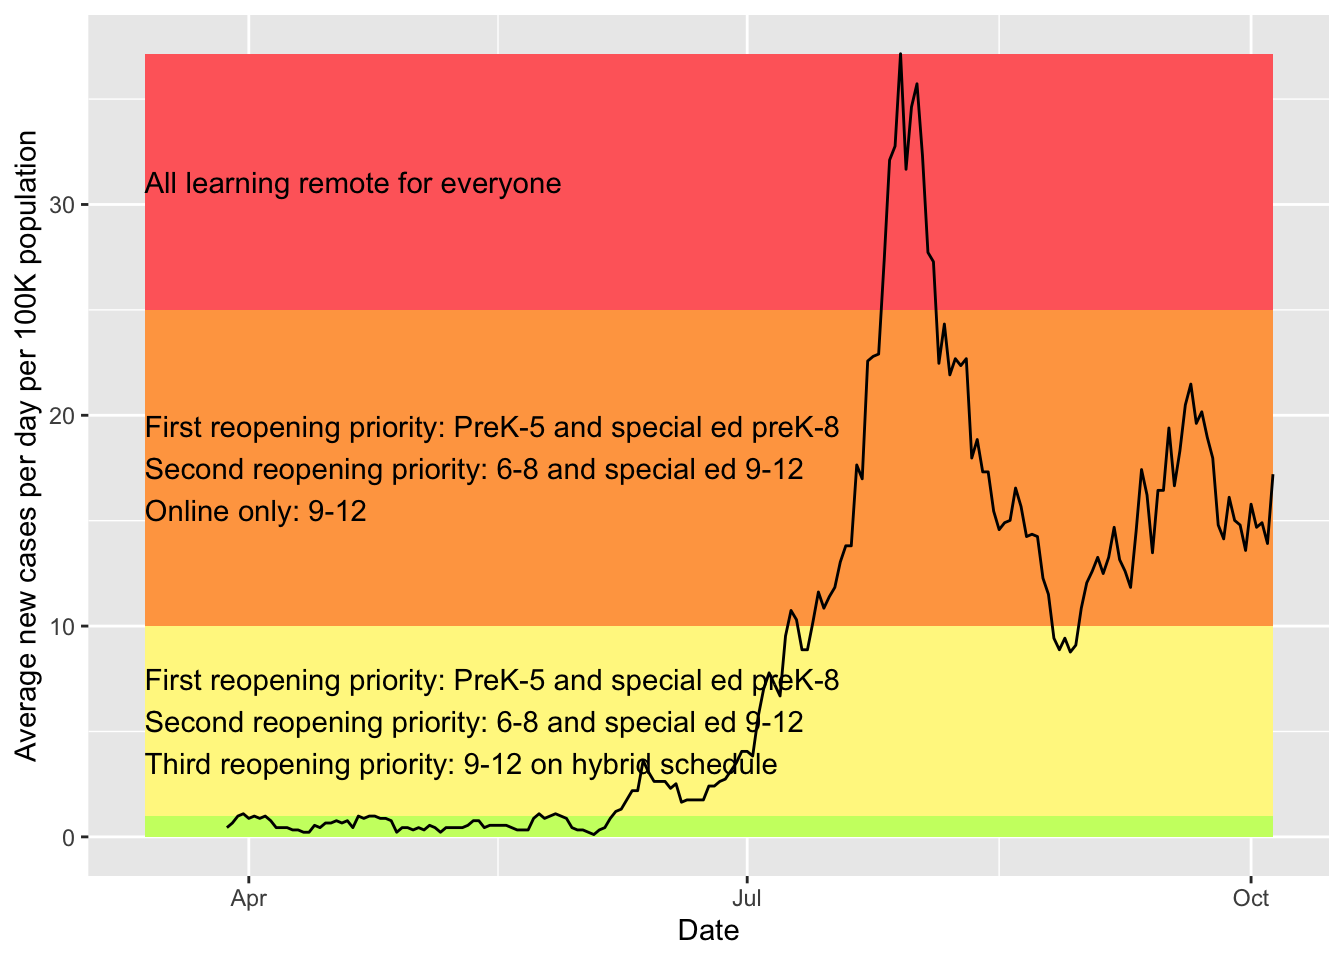 Average new cases per day per 100K population
30
20
10
0
All learning remote for everyone
First reopening priority: PreK-5 and special ed preK-8
Second reopening priority: 6-8 and special ed 9-12
Online only: 9-12
First reopening priority: PreK-5 and special ed preK-8
Second reopening priority: 6-8 and special ed 9-12
Third reopening priority: 9-12 on hybrid schedule
Apr
Jul
Oct
Date